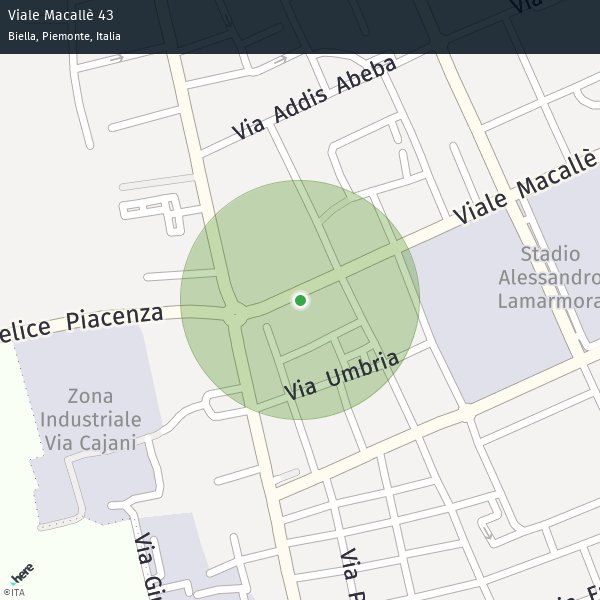 Viale Macallè 43
Biella, Piemonte, Italia
Via
Via Addis Abeba
Viale Macallè
Stadio
Alessandro
Lamarmora
elice Piacenza
Via Umbria
Zona
Industriale
Via Cajani
Via Gi
Via
here
©ITA